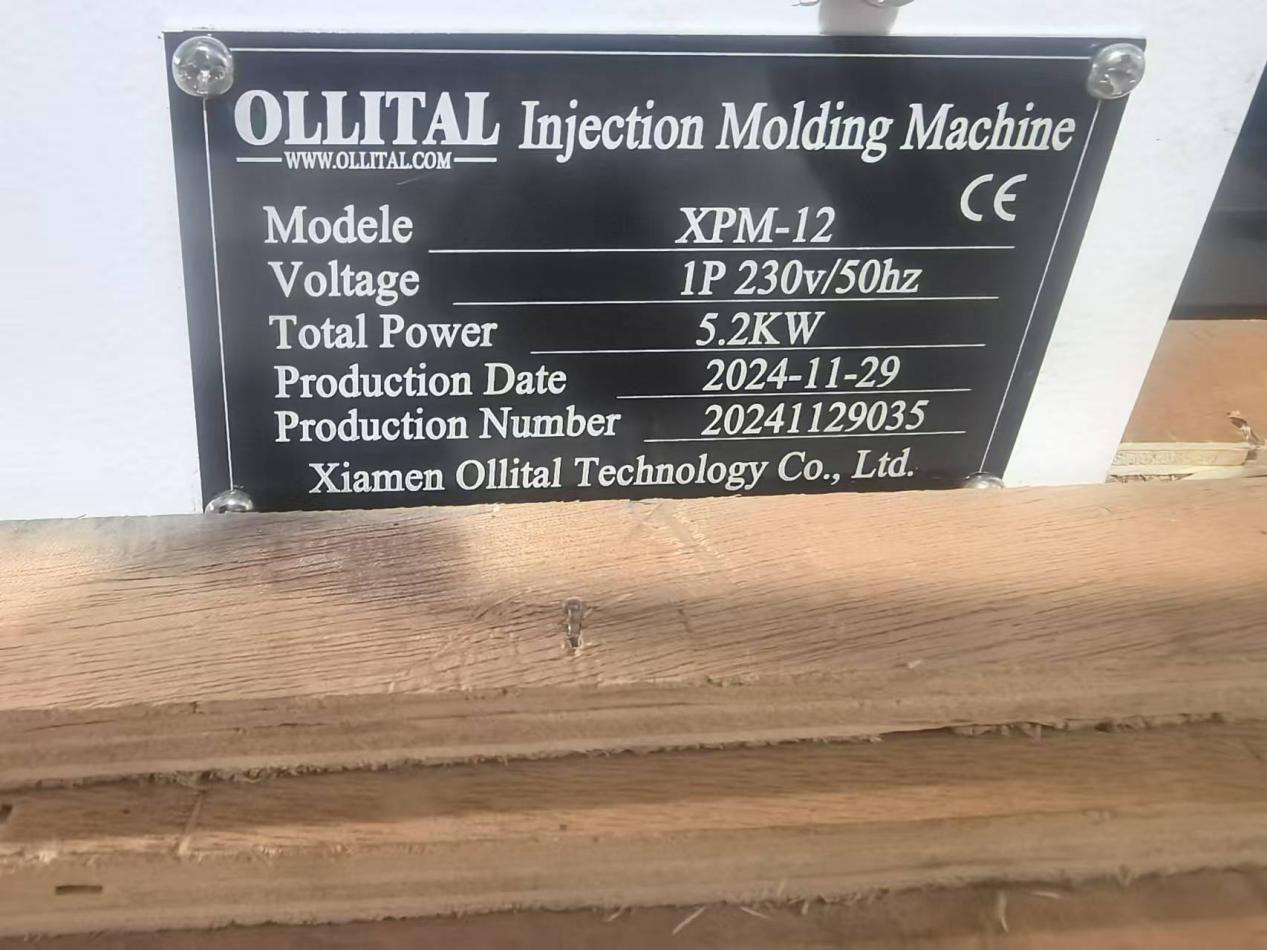 OLLITAL Injection Molding Machine
WWW.OLLITAL.COM
CE
Modele XPM-12
Voltage 1P 230v/50hz
Total Power 5.2KW
Production Date 2024-11-29
Production Number 20241129035
Xiamen Ollital Technology Co., Ltd.